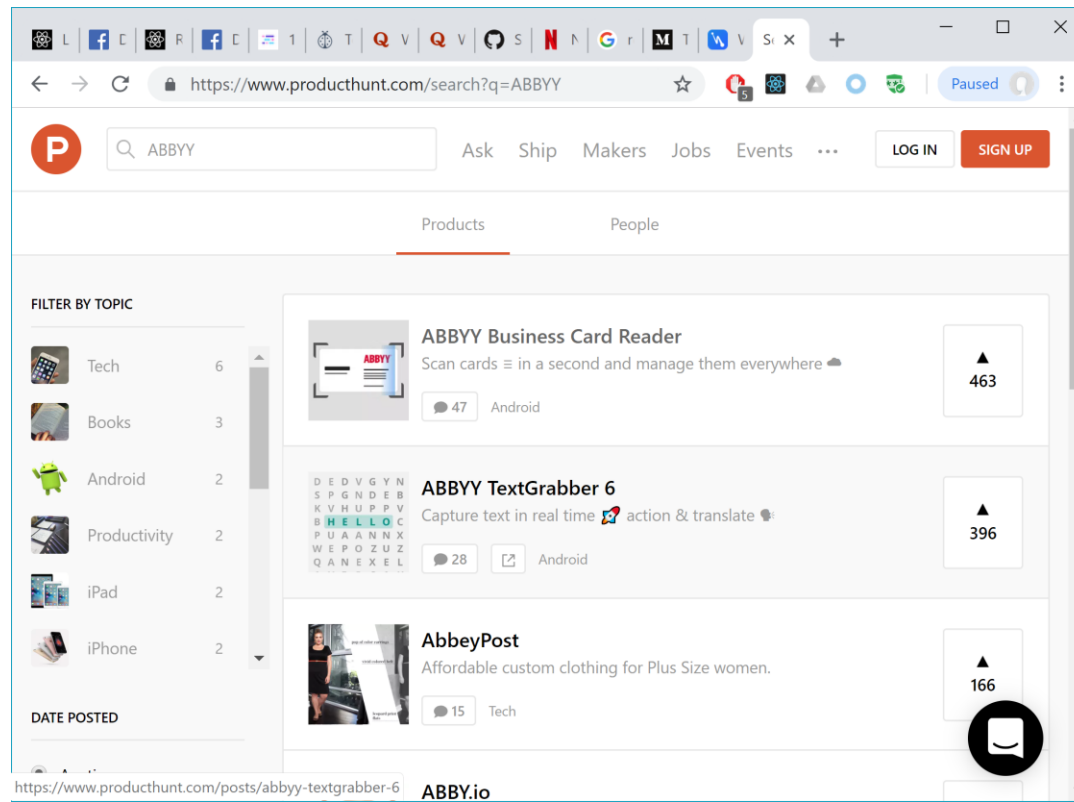 L E R E 1 T Q V Q V S N N G r M T V Sc
https://www.producthunt.com/search?q=ABBYY
5
Paused
P
ABBYY
Ask Ship Makers Jobs Events
LOG IN
SIGN UP
Products People
FILTER BY TOPIC
Tech 6
Books 3
Android 2
Productivity 2
iPad 2
iPhone 2
DATE POSTED
ABBYY
ABBYY Business Card Reader
Scan cards ≡ in a second and manage them everywhere ☁
47 Android
▲
463
D E D V G Y N
S P G N D E B
K V H U P P V
B H E L L O C
P U A A N N X
W E P O Z U Z
Q A N E X E L
ABBYY TextGrabber 6
Capture text in real time 🚀 action & translate 🗣
28 Android
▲
396
AbbeyPost
Affordable custom clothing for Plus Size women.
15 Tech
▲
166
ABBY.io
https://www.producthunt.com/posts/abbyy-textgrabber-6